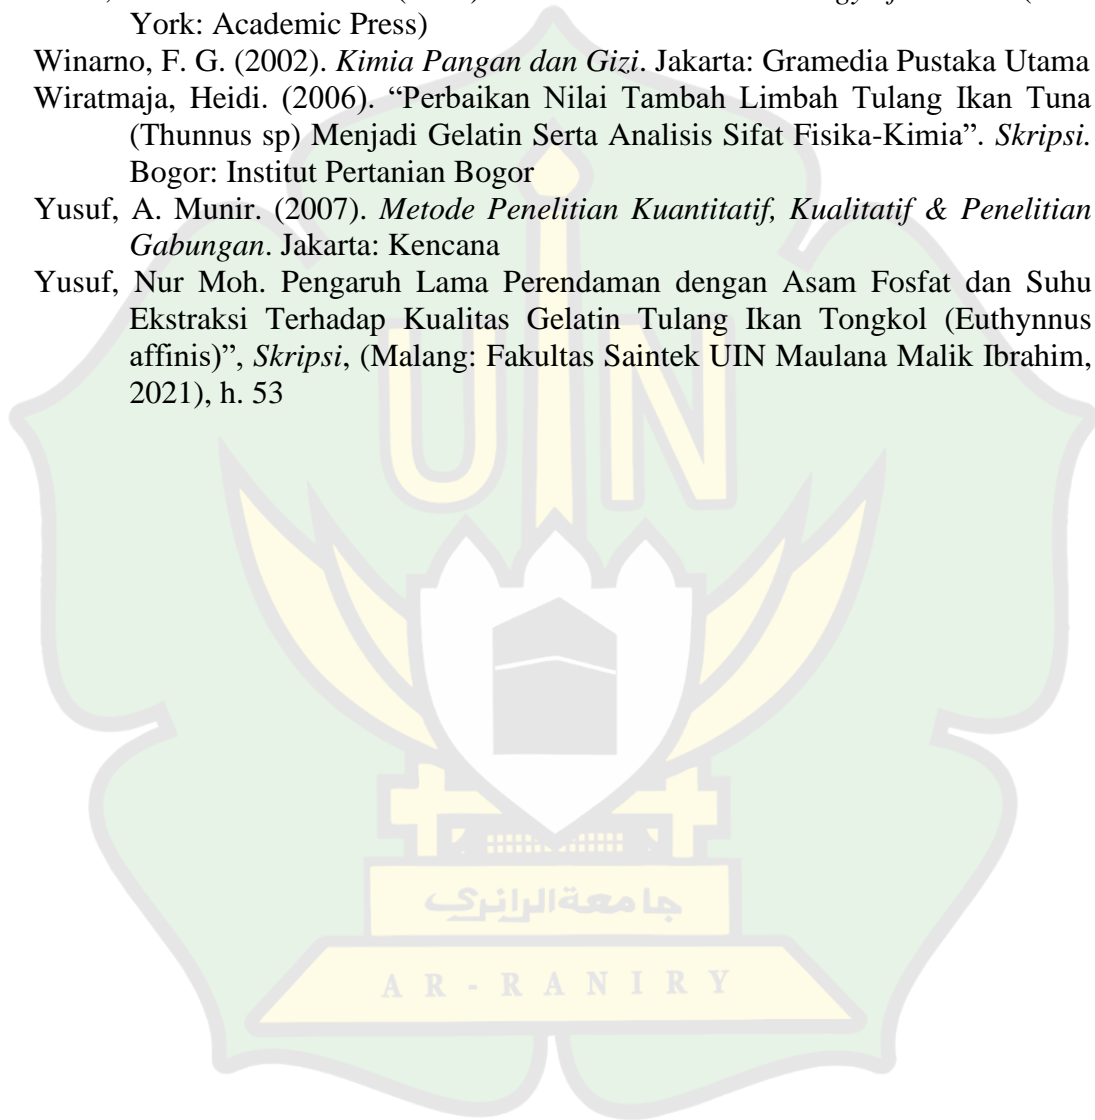 York: Academic Press)
Winarno, F. G. (2002). Kimia Pangan dan Gizi. Jakarta: Gramedia Pustaka Utama
Wiratmaja, Heidi. (2006). “Perbaikan Nilai Tambah Limbah Tulang Ikan Tuna
(Thunnus sp) Menjadi Gelatin Serta Analisis Sifat Fisika-Kimia”. Skripsi.
Bogor: Institut Pertanian Bogor
Yusuf, A. Munir. (2007). Metode Penelitian Kuantitatif, Kualitatif & Penelitian
Gabungan. Jakarta: Kencana
Yusuf, Nur Moh. Pengaruh Lama Perendaman dengan Asam Fosfat dan Suhu
Ekstraksi Terhadap Kualitas Gelatin Tulang Ikan Tongkol (Euthynnus
affinis)”, Skripsi, (Malang: Fakultas Saintek UIN Maulana Malik Ibrahim,
2021), h. 53
UIN
جامعة الرانري
AR-RANIRY